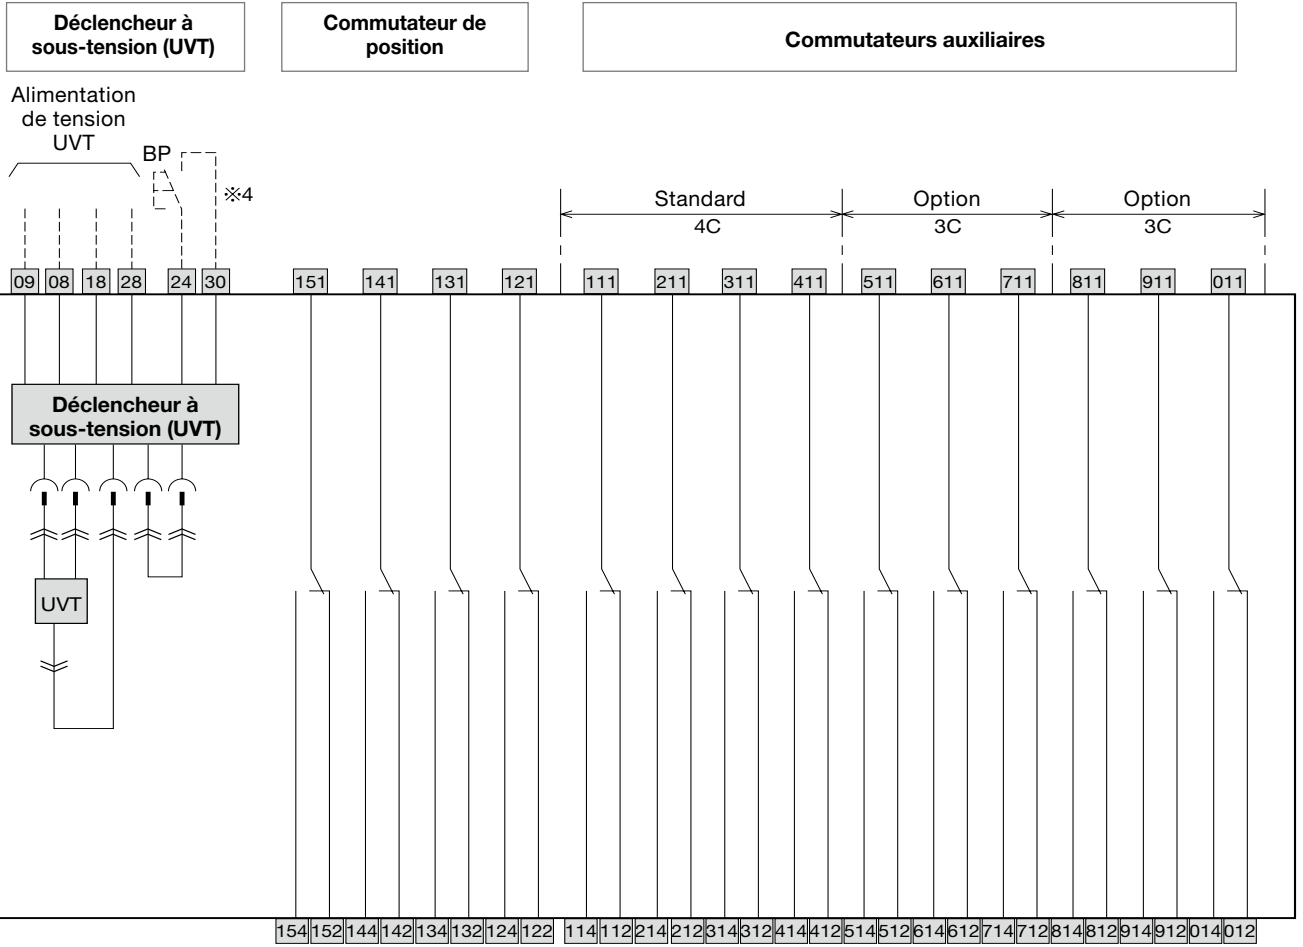 Déclencheur à
sous-tension (UVT)
Commutateur de
position
Commutateurs auxiliaires
Alimentation
de tension
UVT
BP
※4
Standard
4C
Option
3C
Option
3C
09 08 18 28 24 30 151 141 131 121 111 211 311 411 511 611 711 811 911 011
Déclencheur à
sous-tension (UVT)
UVT
154 152 144 142 134 132 124 122 114 112 214 212 314 312 414 412 514 512 614 612 714 712 814 812 914 912 014 012